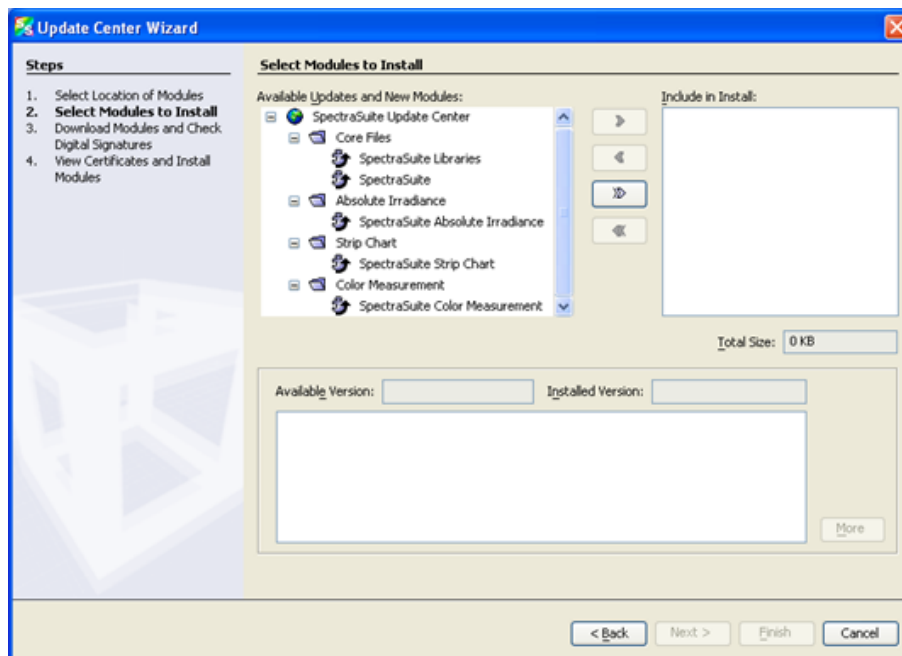 Update Center Wizard
Steps
1. Select Location of Modules
2. Select Modules to Install
3. Download Modules and Check
Digital Signatures
4. View Certificates and Install
Modules
Select Modules to Install
Available Updates and New Modules:
SpectraSuite Update Center
Core Files
SpectraSuite Libraries
SpectraSuite
Absolute Irradiance
SpectraSuite Absolute Irradiance
Strip Chart
SpectraSuite Strip Chart
Color Measurement
SpectraSuite Color Measurement
Include in Install:
Total Size: 0 KB
Available Version:
Installed Version:
More
< Back
Next >
Finish
Cancel